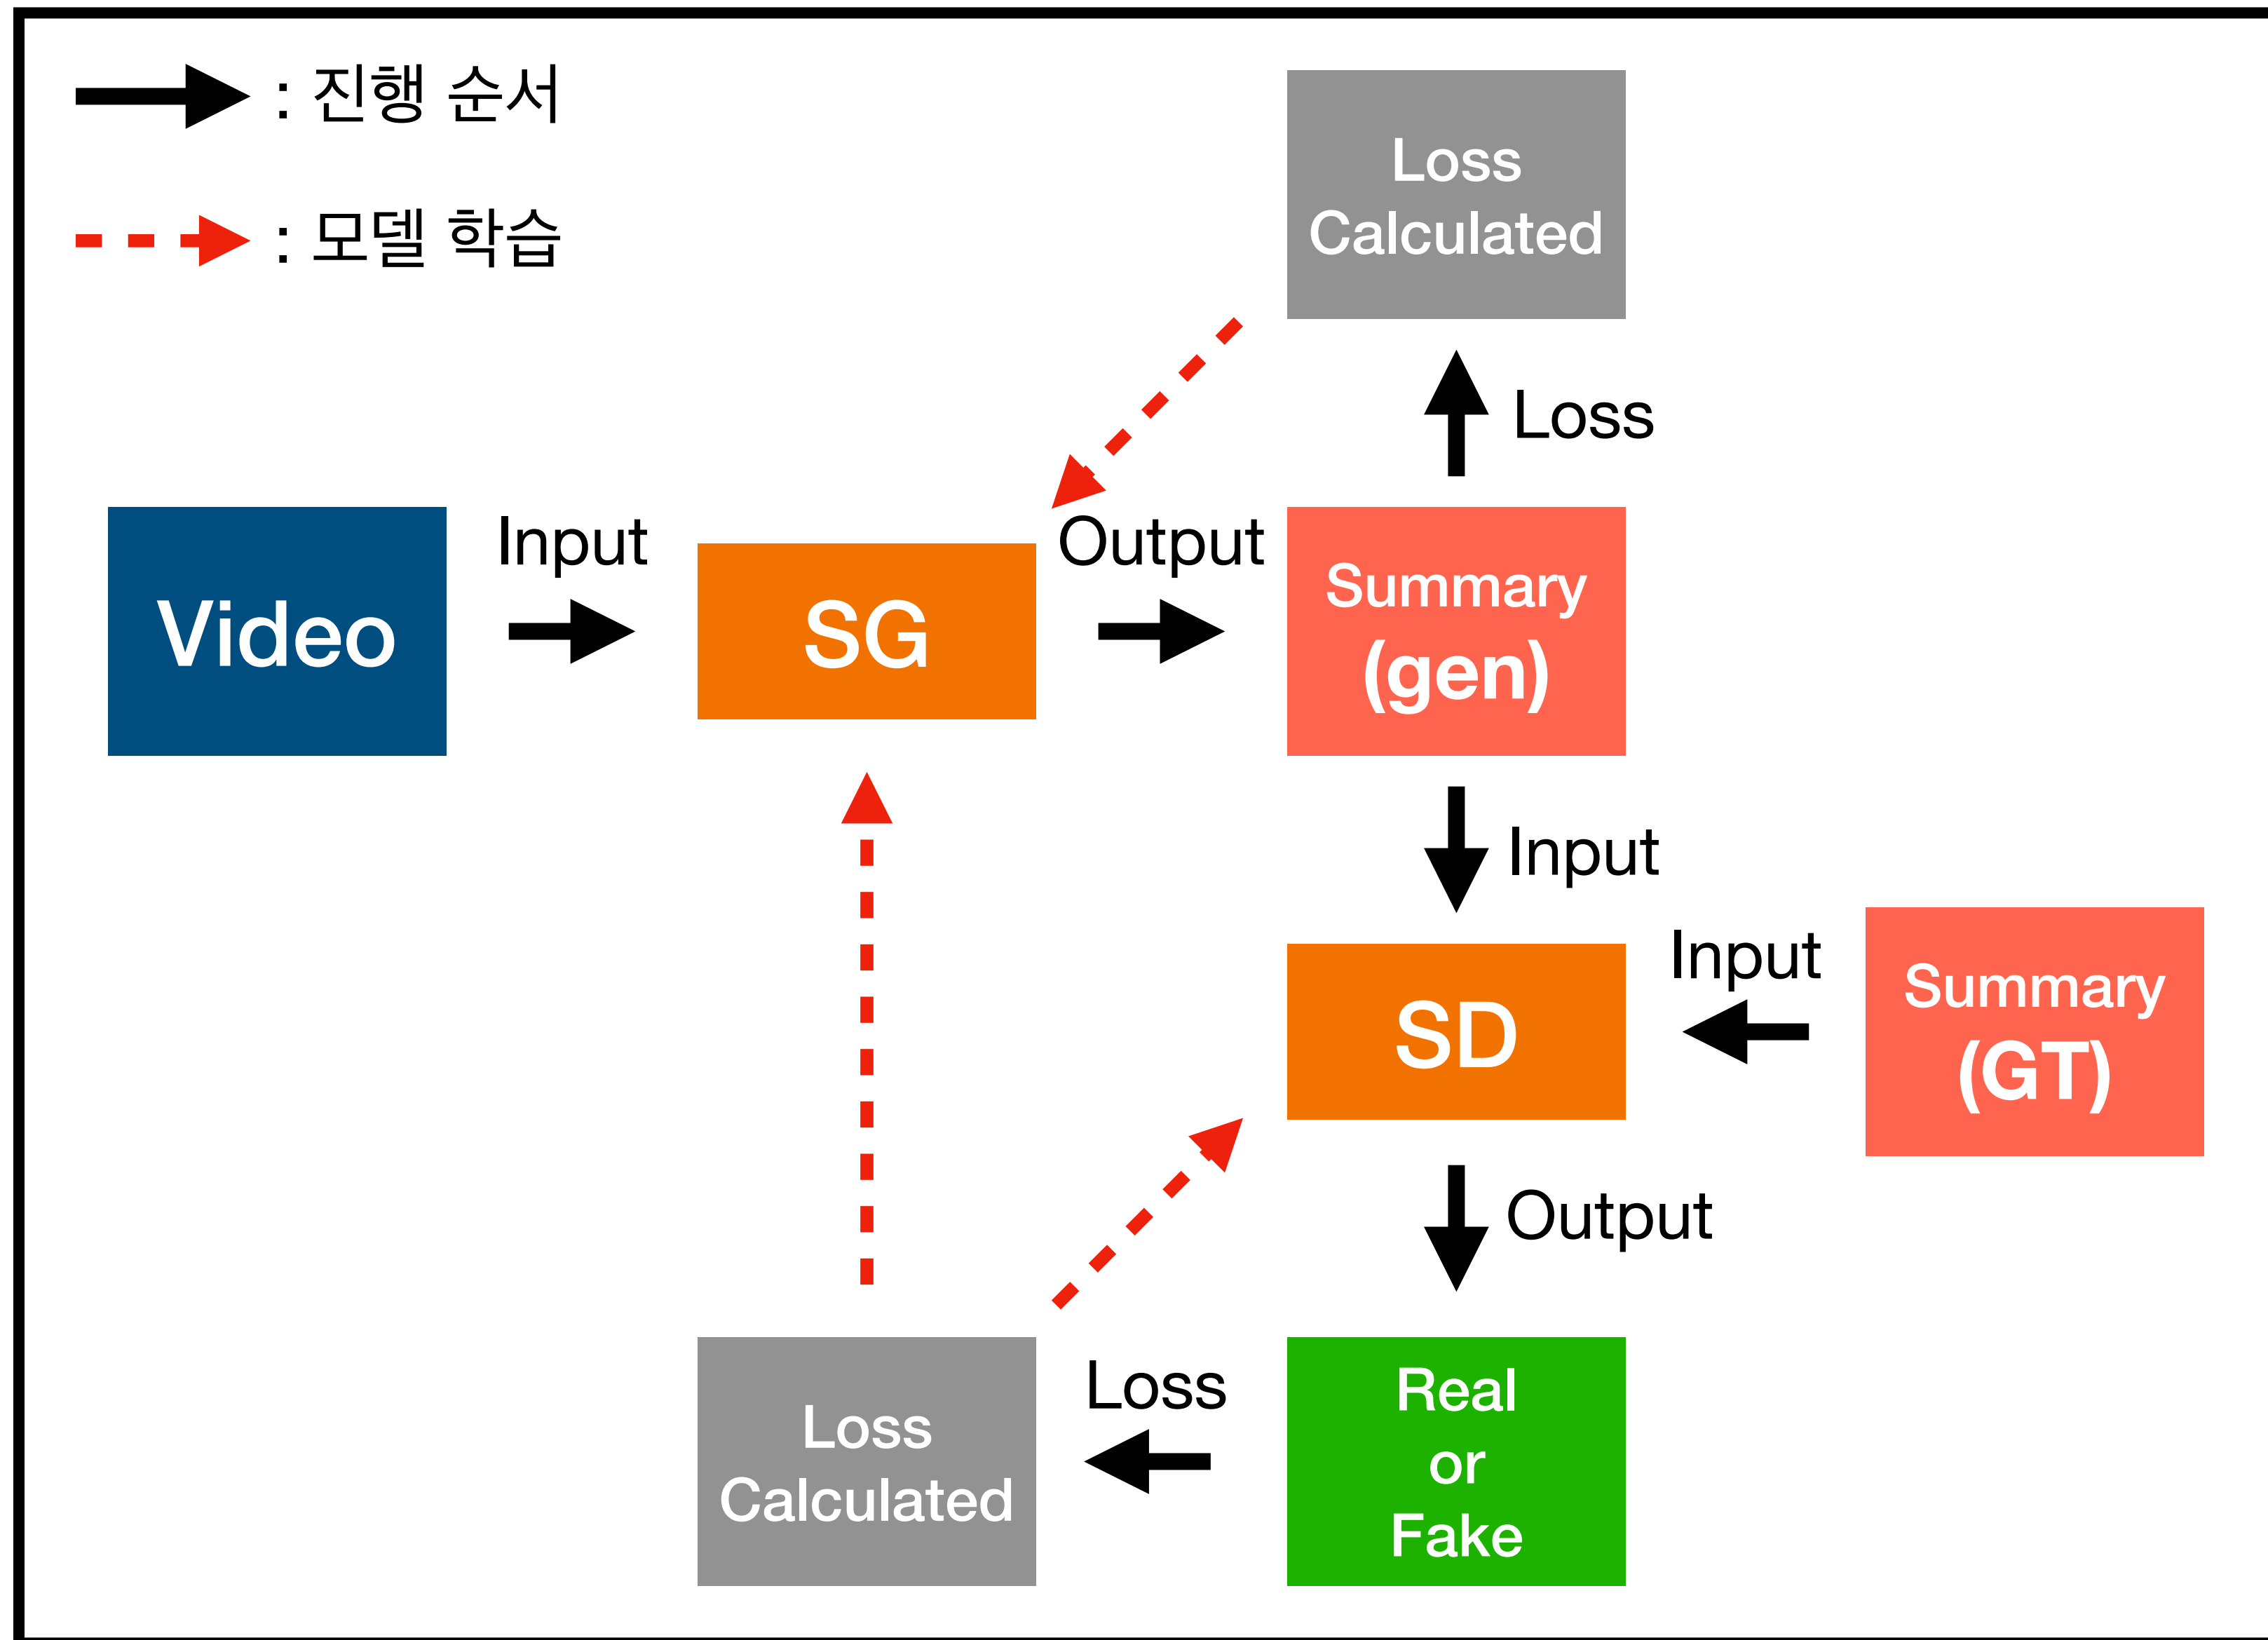 : 진행 순서
: 모델 학습
Loss
Calculated
Loss
Video
Input
SG
Output
Summary
(gen)
Input
SD
Input
Summary
(GT)
Output
Real
or
Fake
Loss
Loss
Calculated